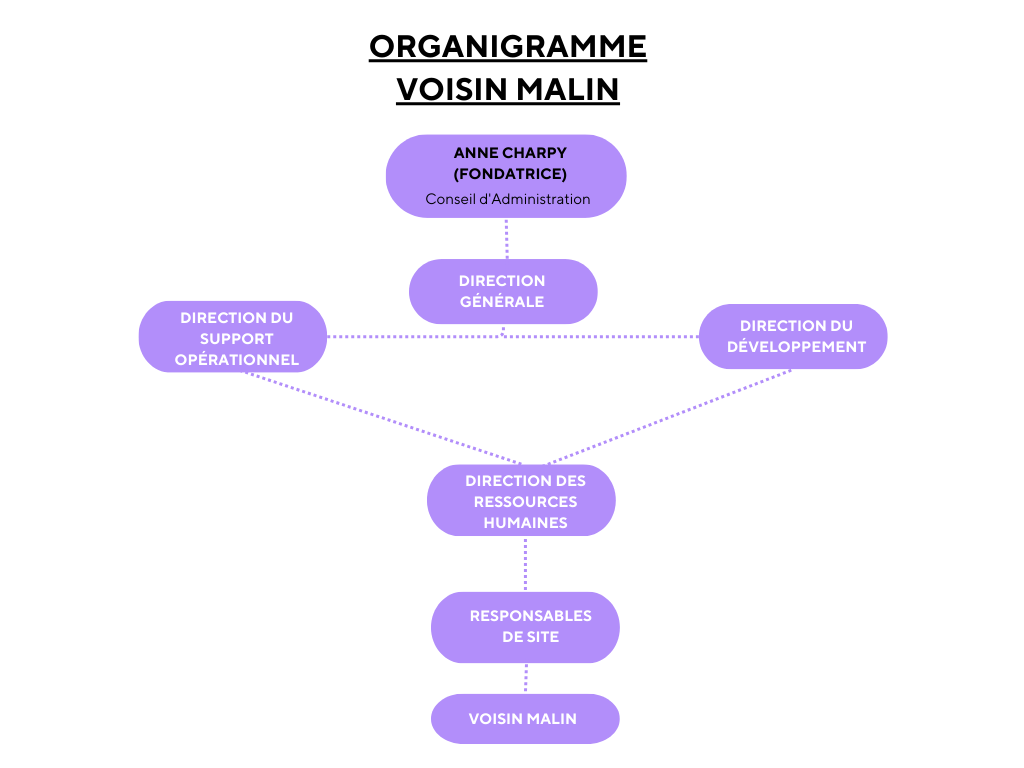 ORGANIGRAMME
VOISIN MALIN
ANNE CHARPY
(FONDATRICE)
Conseil d'Administration
DIRECTION
GÉNÉRALE
DIRECTION DU
SUPPORT
OPÉRATIONNEL
DIRECTION DU
DÉVELOPPEMENT
DIRECTION DES
RESSOURCES
HUMAINES
RESPONSABLES
DE SITE
VOISIN MALIN